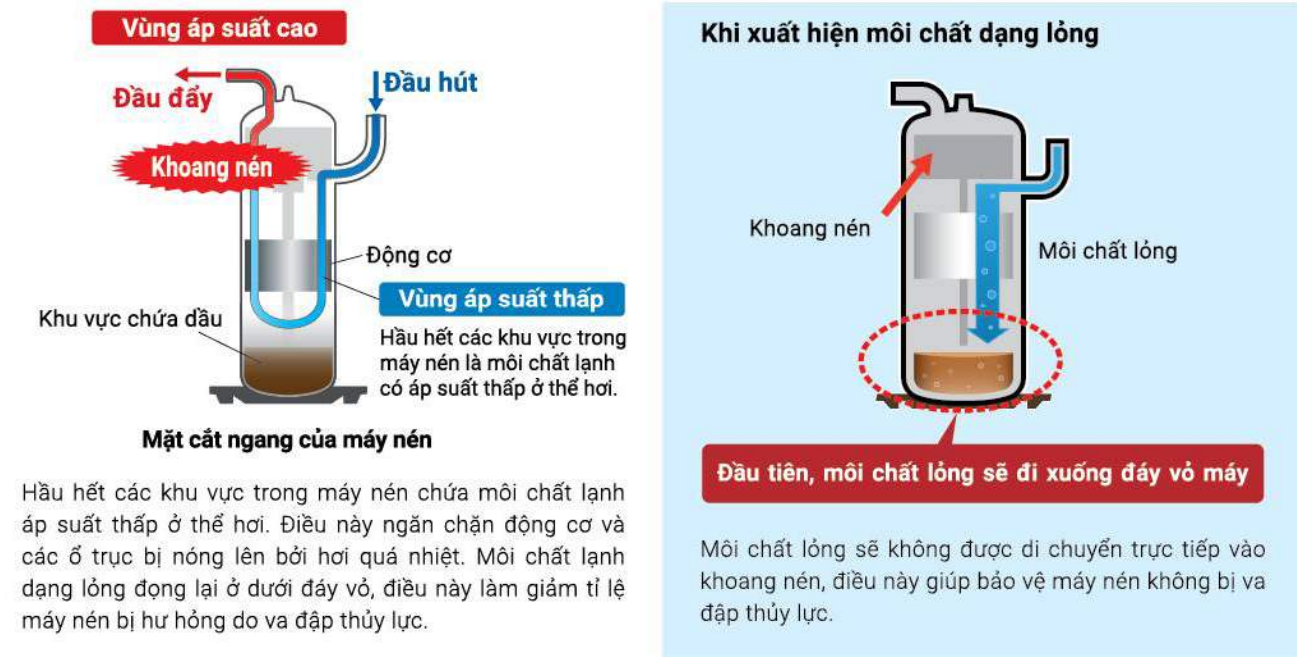 Vùng áp suất cao
Đầu đẩy
Đầu hút
Khoang nén
Động cơ
Vùng áp suất thấp
Khu vực chứa dầu
Hầu hết các khu vực trong
máy nén là môi chất lạnh
có áp suất thấp ở thể hơi.
Mặt cắt ngang của máy nén
Hầu hết các khu vực trong máy nén chứa môi chất lạnh
áp suất thấp ở thể hơi. Điều này ngăn chặn động cơ và
các ổ trục bị nóng lên bởi hơi quá nhiệt. Môi chất lạnh
dạng lỏng đọng lại ở dưới đáy vỏ, điều này làm giảm tỉ lệ
máy nén bị hư hỏng do va đập thủy lực.
Khi xuất hiện môi chất dạng lỏng
Khoang nén
Môi chất lỏng
Đầu tiên, môi chất lỏng sẽ đi xuống đáy vỏ máy
Môi chất lỏng sẽ không được di chuyển trực tiếp vào
khoang nén, điều này giúp bảo vệ máy nén không bị va
đập thủy lực.